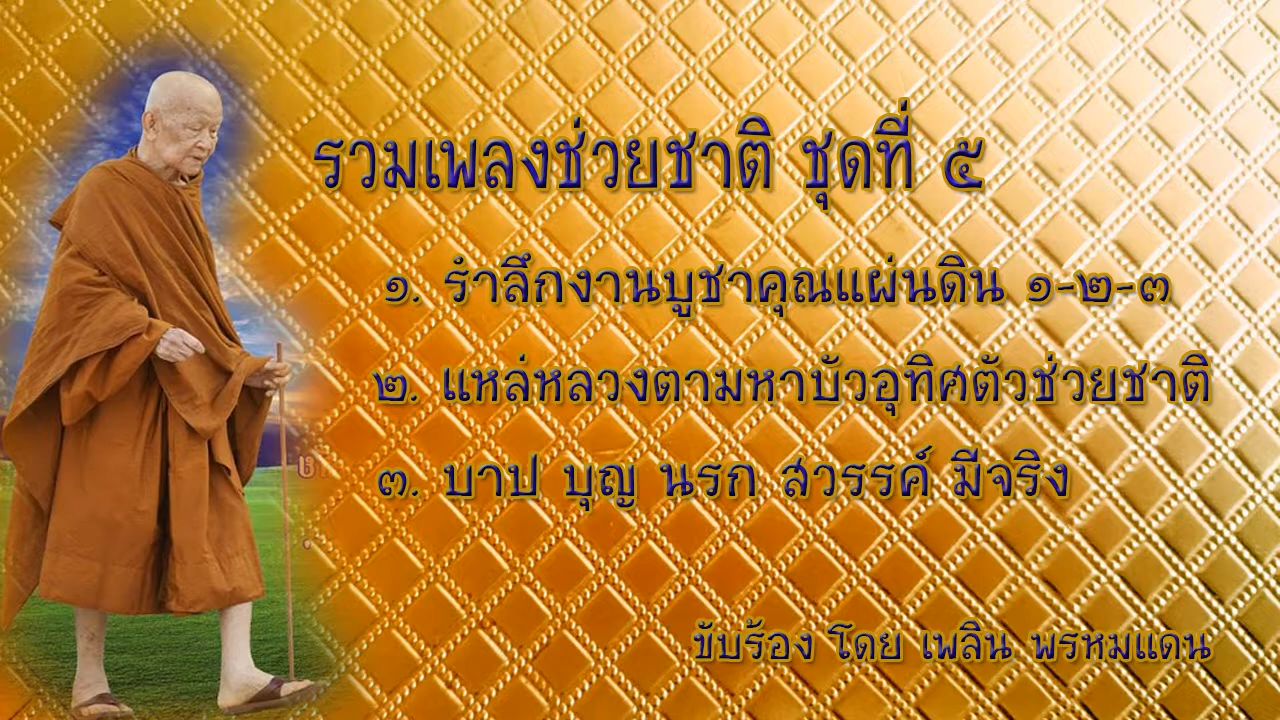 รวมเพลงช่วยชาติ ชุดที่ ๕
๑. รำลึกงานบูชาคุณแผ่นดิน ๑-๒-๓
๒. แหล่หลวงตามหาบัวอุทิศตัวช่วยชาติ
๓. บาป บุญ นรก สวรรค์ มีจริง
ขับร้อง โดย เพลิน พรหมแดน